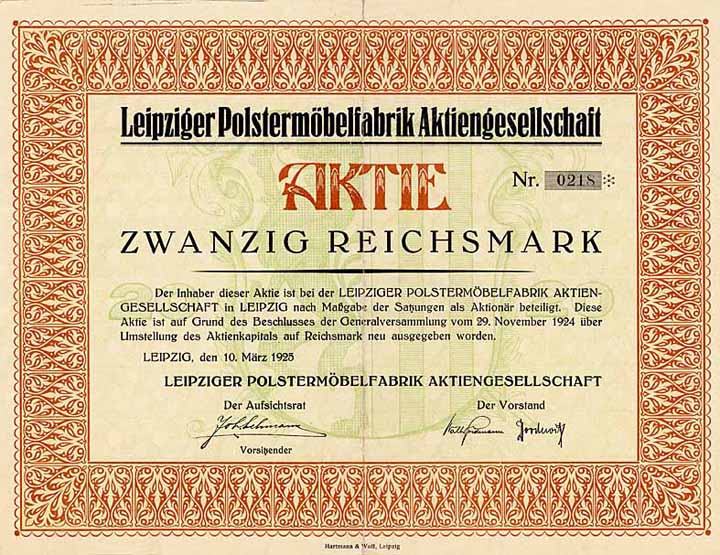 Leipziger Polstermöbelfabrik Aktiengesellschaft
AKTIE
Nr. 0218
ZWANZIG REICHSMARK
Der Inhaber dieser Aktie ist bei der LEIPZIGER POLSTERMÖBELFABRIK AKTIEN-
GESELLSCHAFT in LEIPZIG nach Maßgabe der Satzungen als Aktionär beteiligt. Diese
Aktie ist auf Grund des Beschlusses der Generalversammlung vom 29. November 1924 über
Umstellung des Aktienkapitals auf Reichsmark neu ausgegeben worden.
LEIPZIG, den 10. März 1925
LEIPZIGER POLSTERMÖBELFABRIK AKTIENGESELLSCHAFT
Der Aufsichtsrat
Der Vorstand
Vorsitzender
Hartmann & Wolf, Leipzig